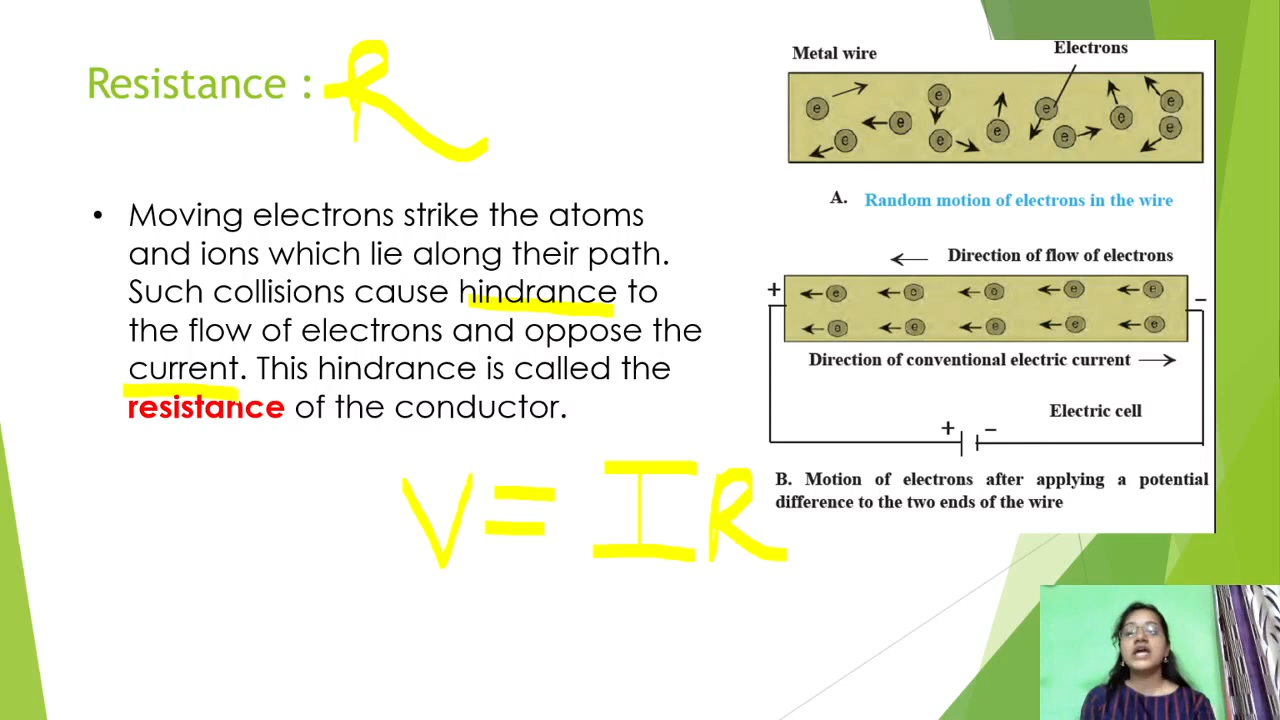 Resistance : R
• Moving electrons strike the atoms
and ions which lie along their path.
Such collisions cause hindrance to
the flow of electrons and oppose the
current. This hindrance is called the
resistance of the conductor.
V = IR
Metal wire
Electrons
e e e e e e e e e e e
A. Random motion of electrons in the wire
← Direction of flow of electrons
+ −
e o o e e
e e e e e
Direction of conventional electric current →
Electric cell
+ −
B. Motion of electrons after applying a potential
difference to the two ends of the wire